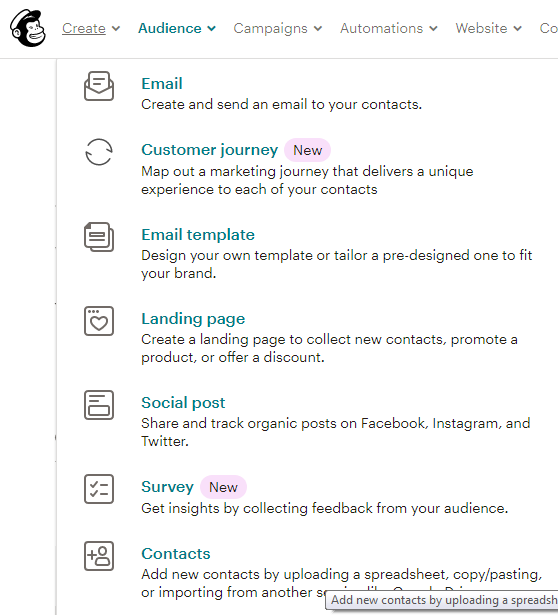 Create Audience Campaigns Automations Website Co
Email
Create and send an email to your contacts.
Customer journey New
Map out a marketing journey that delivers a unique
experience to each of your contacts
Email template
Design your own template or tailor a pre-designed one to fit
your brand.
Landing page
Create a landing page to collect new contacts, promote a
product, or offer a discount.
Social post
Share and track organic posts on Facebook, Instagram, and
Twitter.
Survey New
Get insights by collecting feedback from your audience.
Contacts
Add new contacts by uploading a spreadsheet, copy/pasting,
or importing from another
Add new contacts by uploading a spreadsh